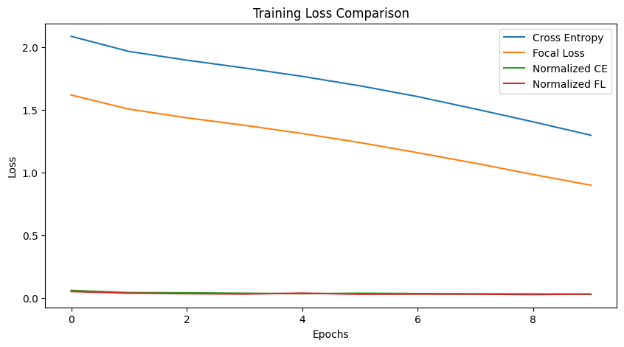 Training Loss Comparison
Cross Entropy
Focal Loss
Normalized CE
Normalized FL
Loss
2.0
1.5
1.0
0.5
0.0
0 2 4 6 8
Epochs